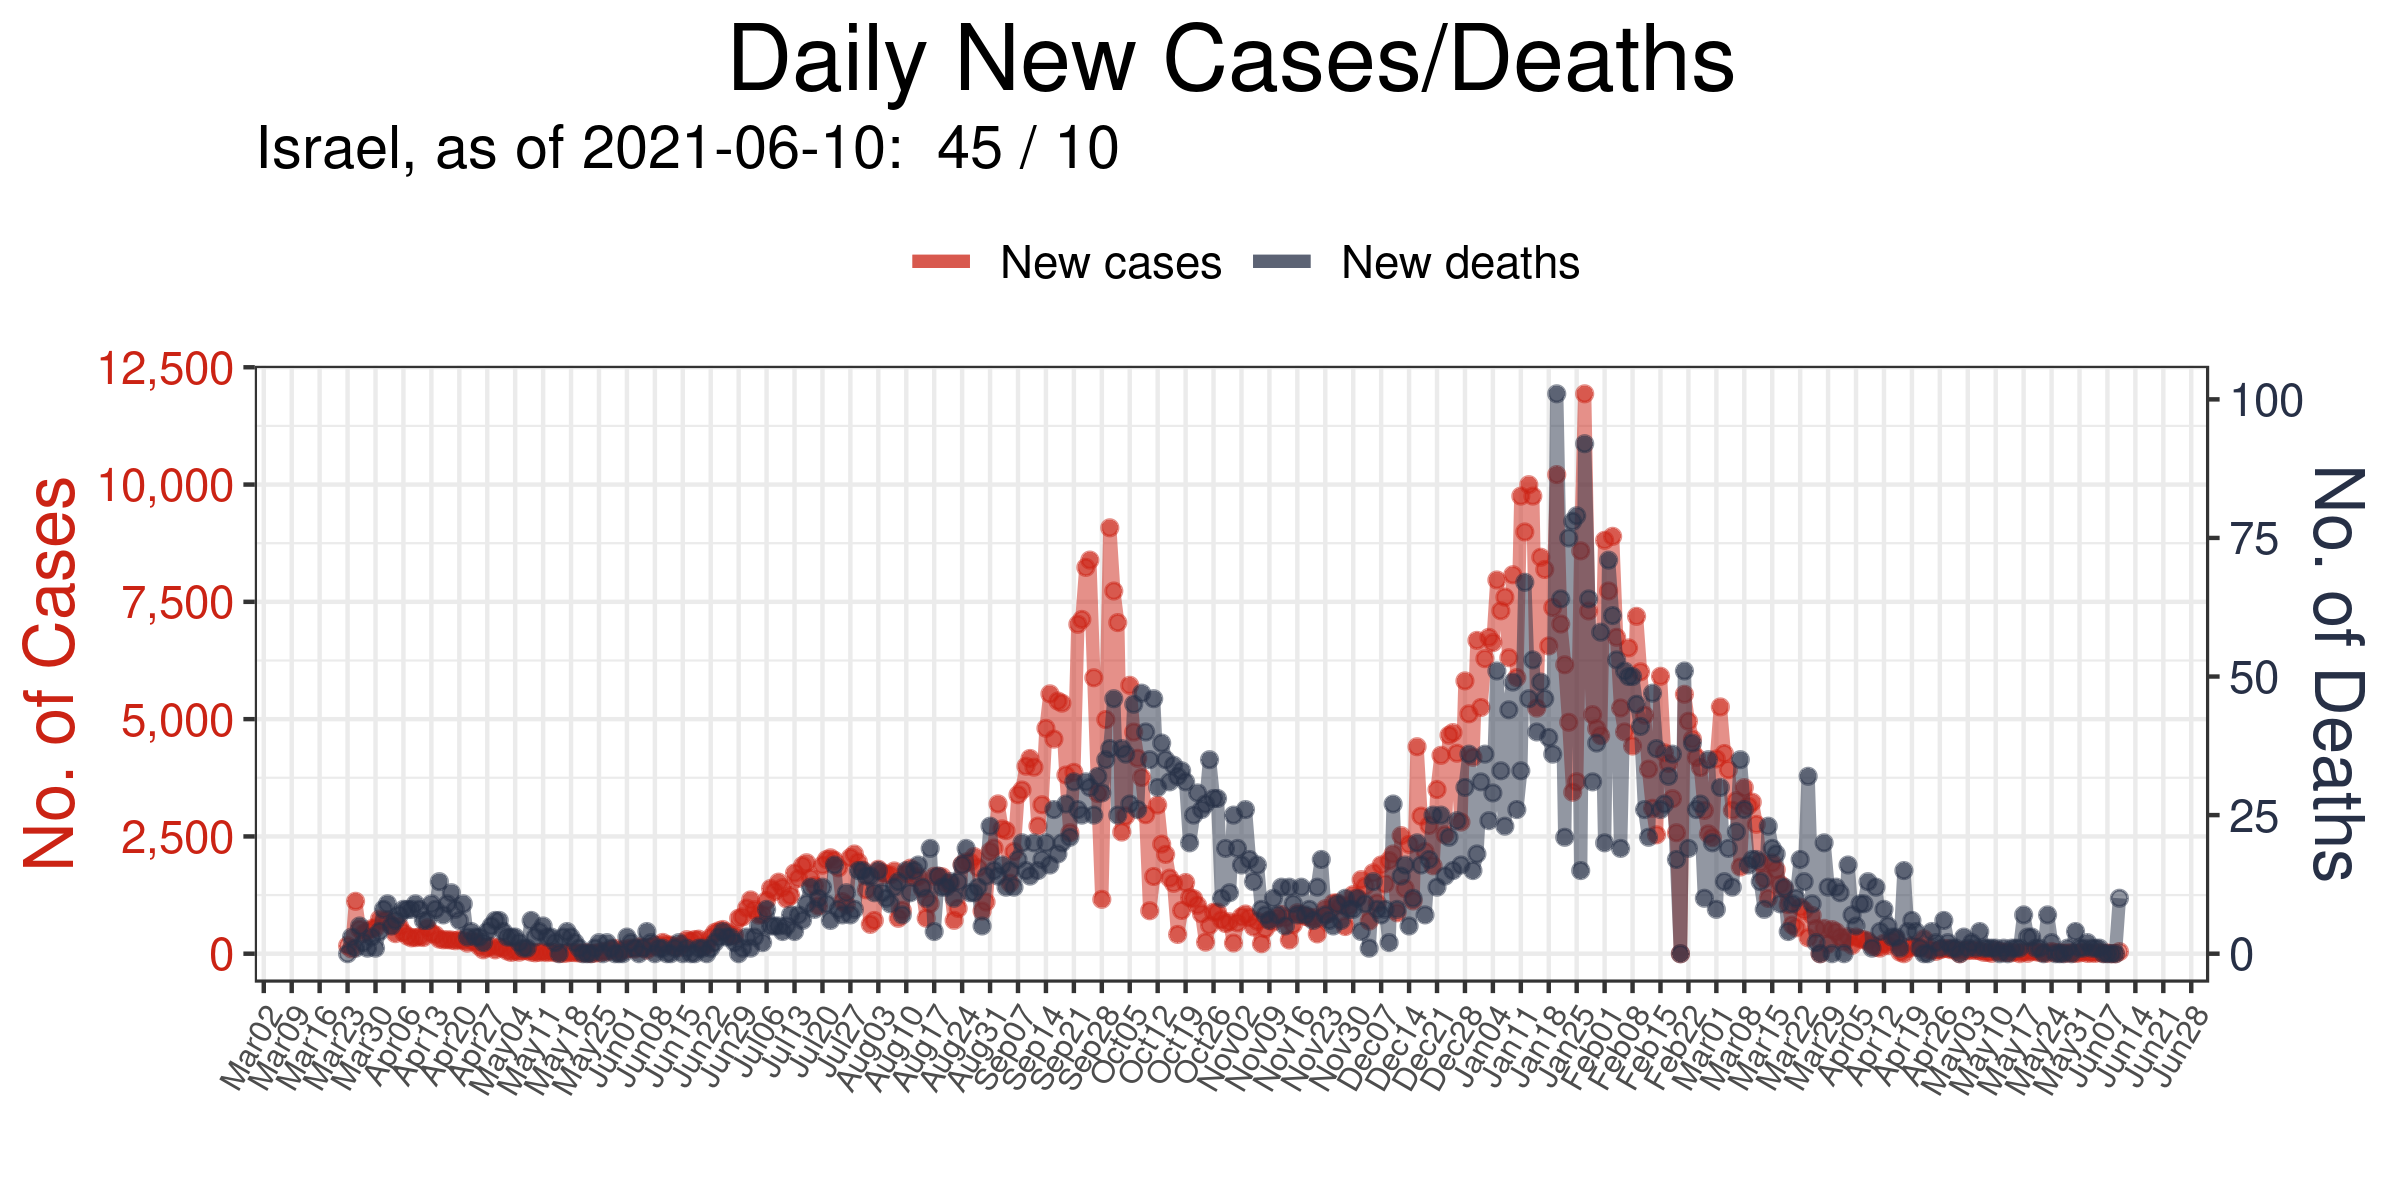 Daily New Cases/Deaths
Israel, as of 2021-06-10:  45 / 10
New cases
New deaths
No. of Cases
12,500
10,000
7,500
5,000
2,500
0
100
75
50
25
0
No. of Deaths
Mar02
Mar09
Mar16
Mar23
Mar30
Apr06
Apr13
Apr20
Apr27
May04
May11
May18
May25
Jun01
Jun08
Jun15
Jun22
Jun29
Jul06
Jul13
Jul20
Jul27
Aug03
Aug10
Aug17
Aug24
Aug31
Sep07
Sep14
Sep21
Sep28
Oct05
Oct12
Oct19
Oct26
Nov02
Nov09
Nov16
Nov23
Nov30
Dec07
Dec14
Dec21
Dec28
Jan04
Jan11
Jan18
Jan25
Feb01
Feb08
Feb15
Feb22
Mar01
Mar08
Mar15
Mar22
Mar29
Apr05
Apr12
Apr19
Apr26
May03
May10
May17
May24
May31
May07
Jun14
Jun21
Jun28